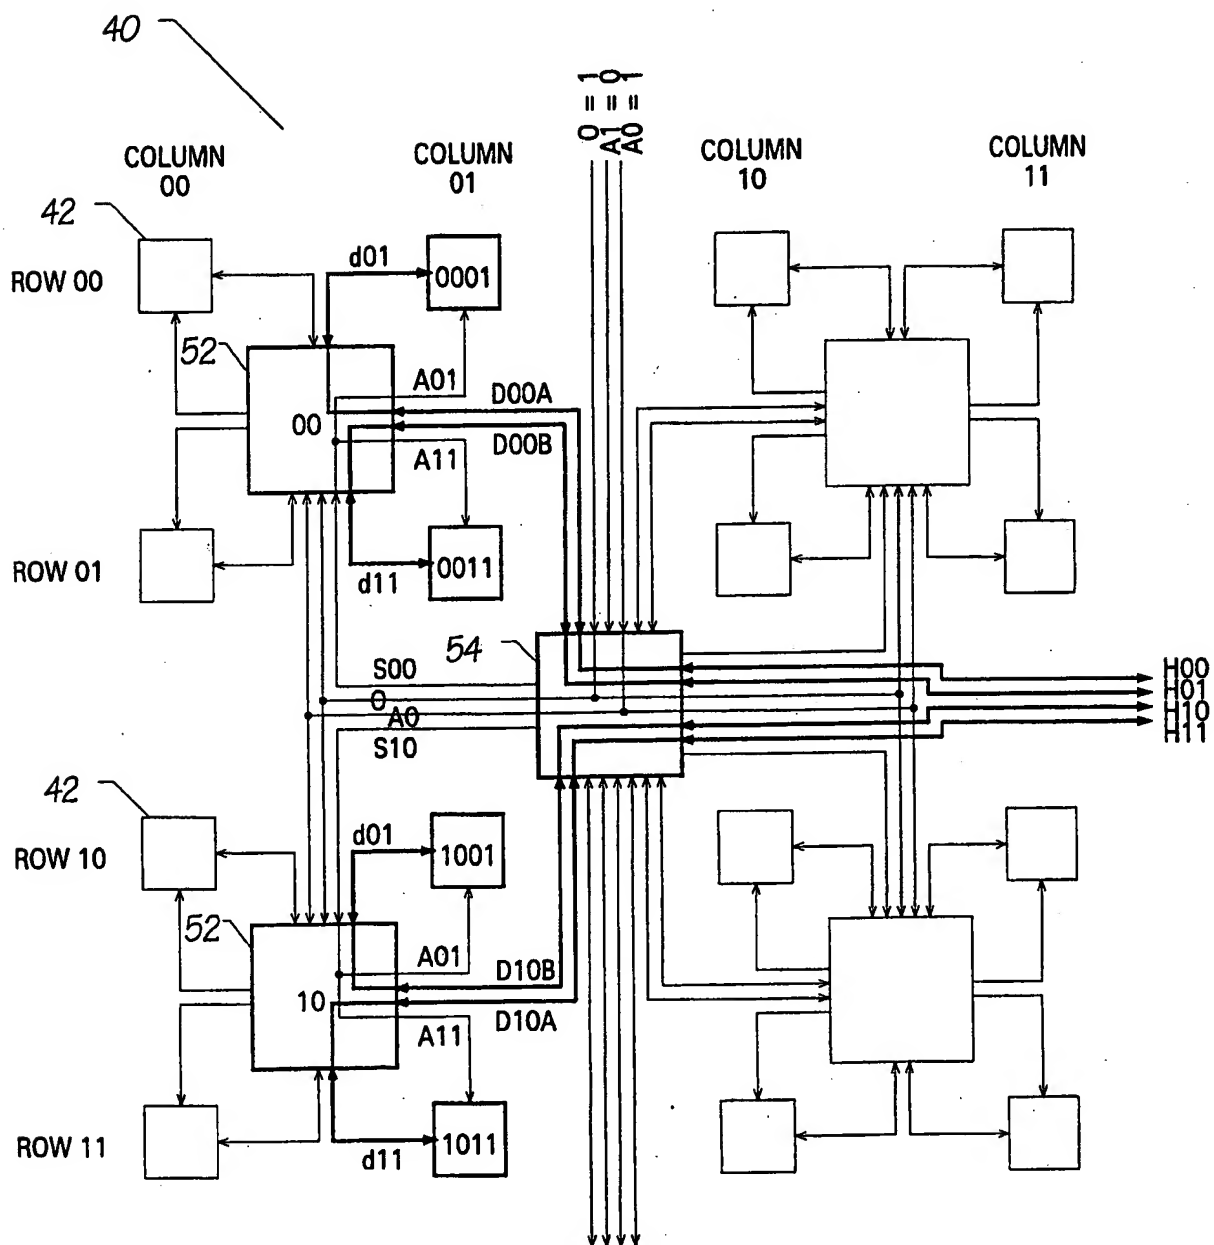 40
O = 1
A1 = 0
A0 = 1
COLUMN
00
COLUMN
01
COLUMN
10
COLUMN
11
42
ROW 00
d01
0001
52
A01
00
D00A
D00B
A11
ROW 01
d11
0011
54
S00
O
A0
S10
H00
H01
H10
H11
42
ROW 10
d01
1001
52
A01
10
D10B
D10A
A11
ROW 11
d11
1011